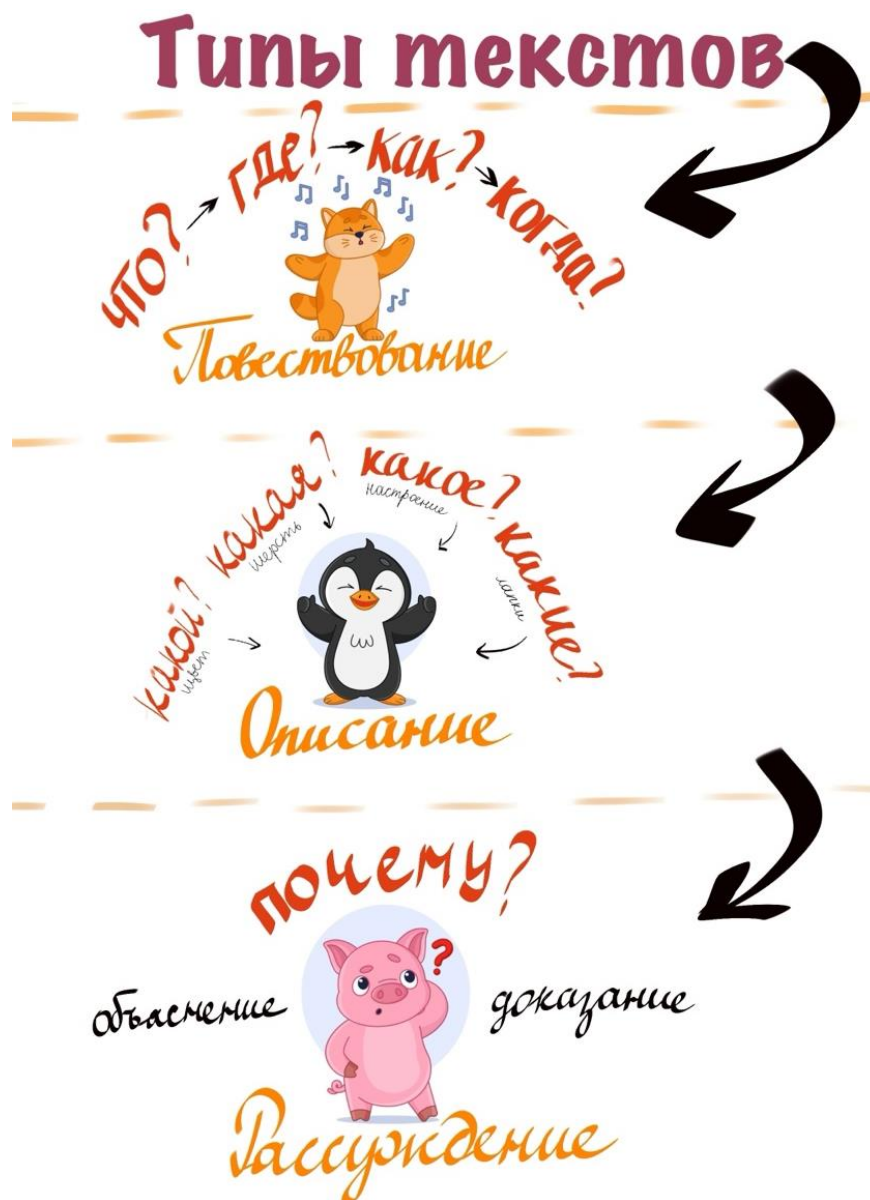 Типы текстов
что? где? как? когда?
Повествование
какой? какая? какое? какие?
цвет шерсть настроение лапки
Описание
почему?
объяснение доказание
Рассуждение